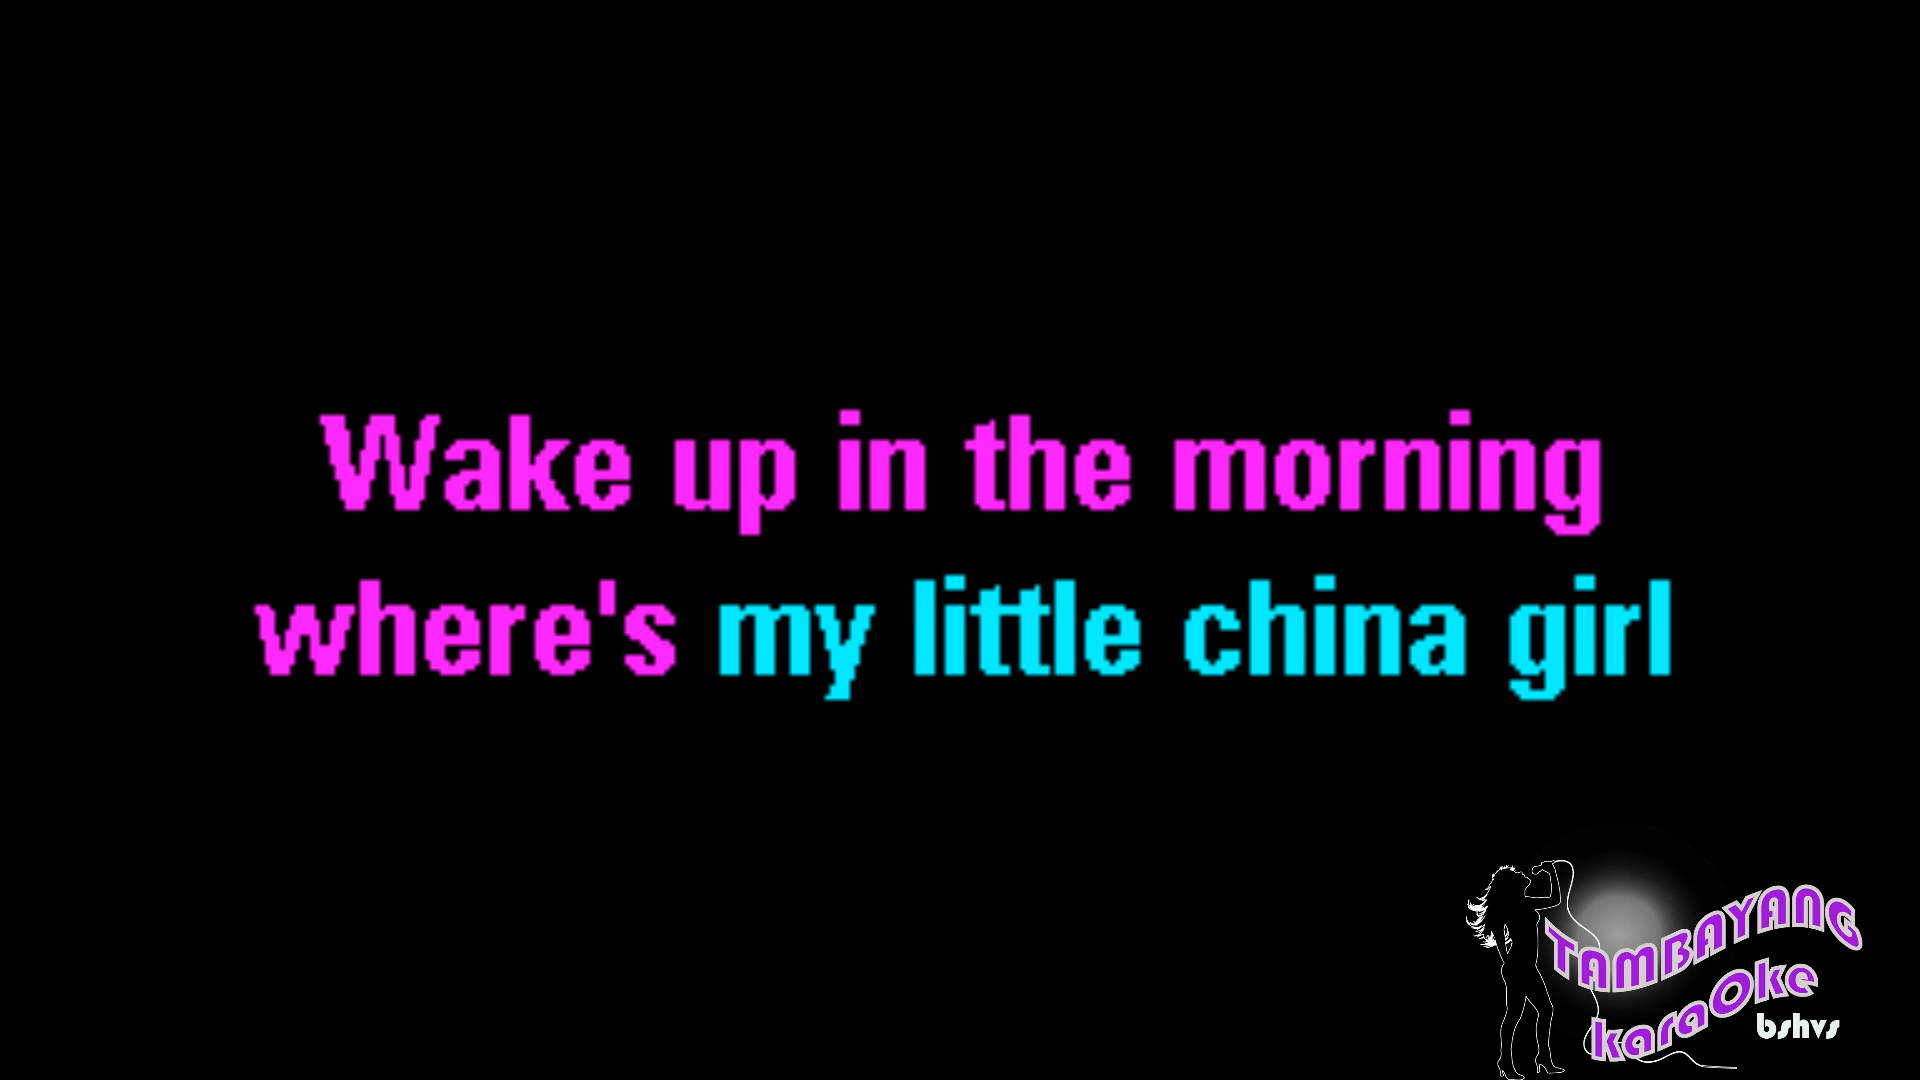 Wake up in the morning
where's my little china girl
TAMBAYANG
karaOke
bshvs